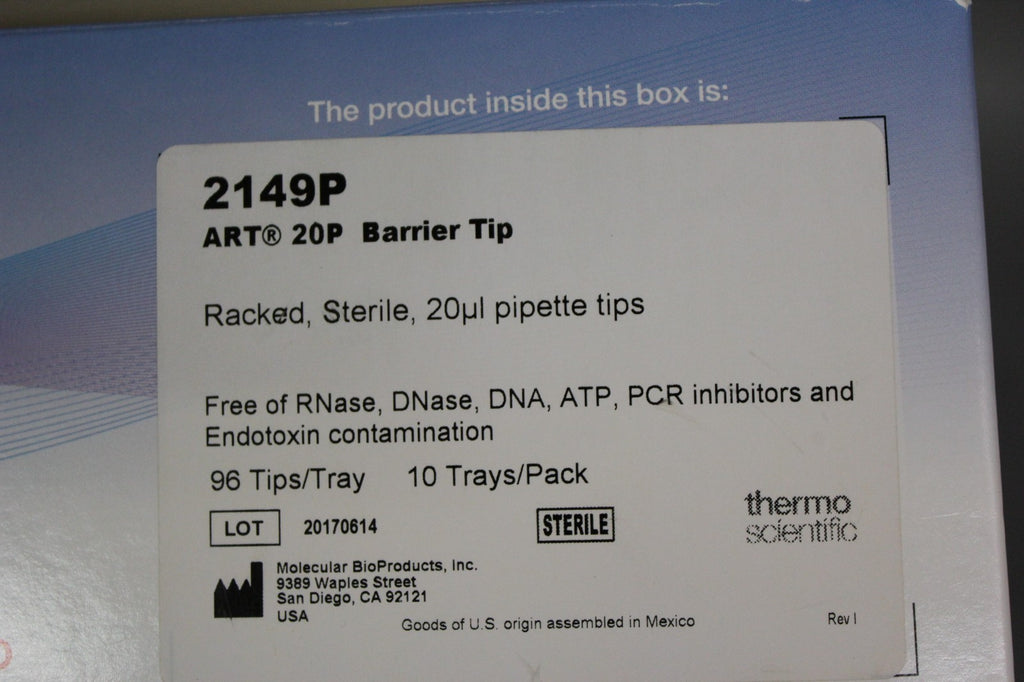 The product inside this box is:
2149P
ART® 20P Barrier Tip
Racked, Sterile, 20µl pipette tips
Free of RNase, DNase, DNA, ATP, PCR inhibitors and
Endotoxin contamination
96 Tips/Tray 10 Trays/Pack
LOT 20170614 STERILE
thermo
scientific
Molecular BioProducts, Inc.
9389 Waples Street
San Diego, CA 92121
USA
Goods of U.S. origin assembled in Mexico
Rev I